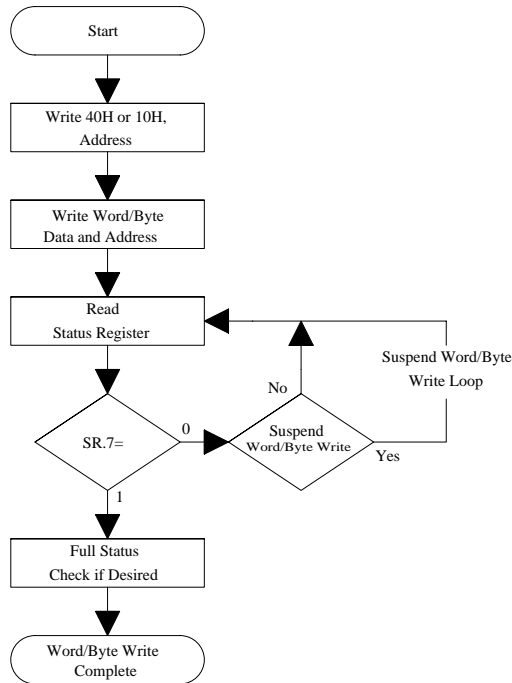 Start
Write 40H or 10H,
Address
Write Word/Byte
Data and Address
Read
Status Register
Suspend Word/Byte
Write Loop
No
SR.7=
0
Suspend
Word/Byte Write
Yes
1
Full Status
Check if Desired
Word/Byte Write
Complete